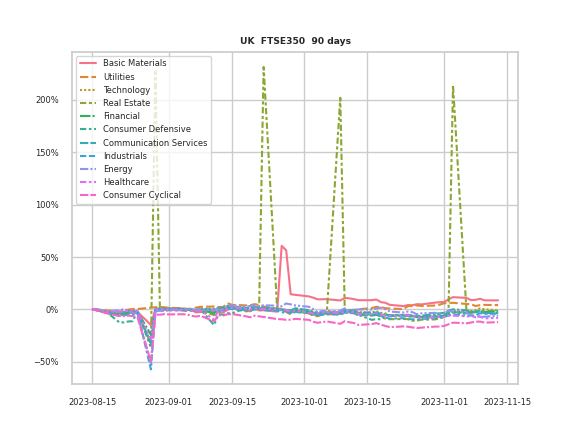 UK FTSE350 90 days
Basic Materials
Utilities
Technology
Real Estate
Financial
Consumer Defensive
Communication Services
Industrials
Energy
Healthcare
Consumer Cyclical
200%
150%
100%
50%
0%
−50%
2023-08-15 2023-09-01 2023-09-15 2023-10-01 2023-10-15 2023-11-01 2023-11-15